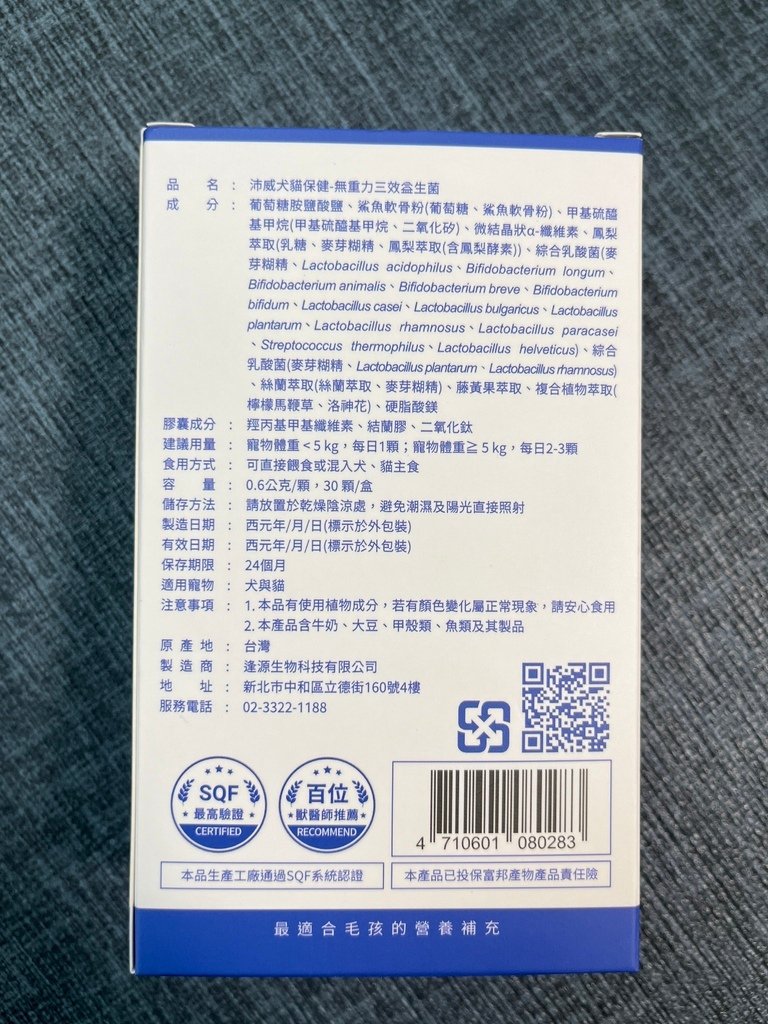 品名：沛威犬貓保健-無重力三效益生菌
成分：葡萄糖胺鹽酸鹽、鯊魚軟骨粉(葡萄糖、鯊魚軟骨粉)、甲基硫醯
基甲烷(甲基硫醯基甲烷、二氧化矽)、微結晶狀α-纖維素、鳳梨
萃取(乳糖、麥芽糊精、鳳梨萃取(含鳳梨酵素))、綜合乳酸菌(麥
芽糊精、Lactobacillus acidophilus、Bifidobacterium longum、
Bifidobacterium animalis、Bifidobacterium breve、Bifidobacterium
bifidum、Lactobacillus casei、Lactobacillus bulgaricus、Lactobacillus
plantarum、Lactobacillus rhamnosus、Lactobacillus paracasei
、Streptococcus thermophilus、Lactobacillus helveticus)、綜合
乳酸菌(麥芽糊精、Lactobacillus plantarum、Lactobacillus rhamnosus)
、絲蘭萃取(絲蘭萃取、麥芽糊精)、藤黃果萃取、複合植物萃取(
檸檬馬鞭草、洛神花)、硬脂酸鎂
膠囊成分：羥丙基甲基纖維素、結蘭膠、二氧化鈦
建議用量：寵物體重＜5 kg，每日1顆；寵物體重≧5 kg，每日2-3顆
食用方式：可直接餵食或混入犬、貓主食
容量：0.6公克/顆，30 顆/盒
儲存方法：請放置於乾燥陰涼處，避免潮濕及陽光直接照射
製造日期：西元年/月/日(標示於外包裝)
有效日期：西元年/月/日(標示於外包裝)
保存期限：24個月
適用寵物：犬與貓
注意事項：1. 本品有使用植物成分，若有顏色變化屬正常現象，請安心食用
2. 本產品含牛奶、大豆、甲殼類、魚類及其製品
原產地：台灣
製造商：逢源生物科技有限公司
地址：新北市中和區立德街160號4樓
服務電話：02-3322-1188
SQF
最高驗證
CERTIFIED
百位
獸醫師推薦
RECOMMEND
4 710601 080283
本品生產工廠通過SQF系統認證
本產品已投保富邦產物產品責任險
最適合毛孩的營養補充